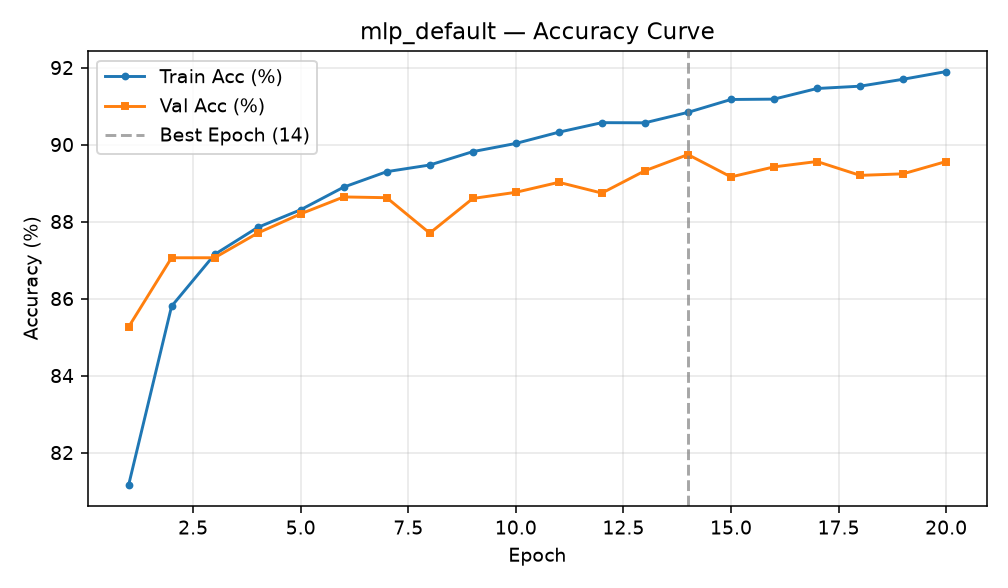 mlp_default — Accuracy Curve
Train Acc (%)
Val Acc (%)
Best Epoch (14)
Accuracy (%)
92
90
88
86
84
82
2.5 5.0 7.5 10.0 12.5 15.0 17.5 20.0
Epoch